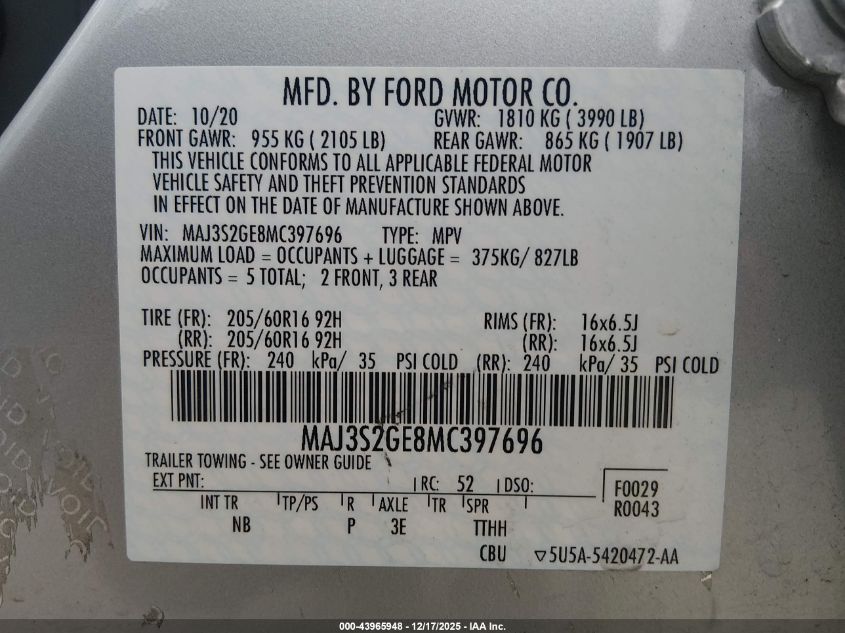 MFD. BY FORD MOTOR CO.
DATE: 10/20 GVWR: 1810 KG ( 3990 LB)
FRONT GAWR: 955 KG ( 2105 LB) REAR GAWR: 865 KG ( 1907 LB)
THIS VEHICLE CONFORMS TO ALL APPLICABLE FEDERAL MOTOR
VEHICLE SAFETY AND THEFT PREVENTION STANDARDS
IN EFFECT ON THE DATE OF MANUFACTURE SHOWN ABOVE.
VIN: MAJ3S2GE8MC397696 TYPE: MPV
MAXIMUM LOAD = OCCUPANTS + LUGGAGE = 375KG/ 827LB
OCCUPANTS = 5 TOTAL; 2 FRONT, 3 REAR
TIRE (FR): 205/60R16 92H RIMS (FR): 16x6.5J
(RR): 205/60R16 92H (RR): 16x6.5J
PRESSURE (FR): 240 kPa/ 35 PSI COLD (RR): 240 kPa/ 35 PSI COLD
MAJ3S2GE8MC397696
TRAILER TOWING - SEE OWNER GUIDE
EXT PNT: RC: 52 DSO: F0029
R0043
INT TR TP/PS R AXLE TR SPR
NB P 3E TTHH
CBU 5U5A-5420472-AA
VOID
000-43965948 - 12/17/2025 - IAA Inc.